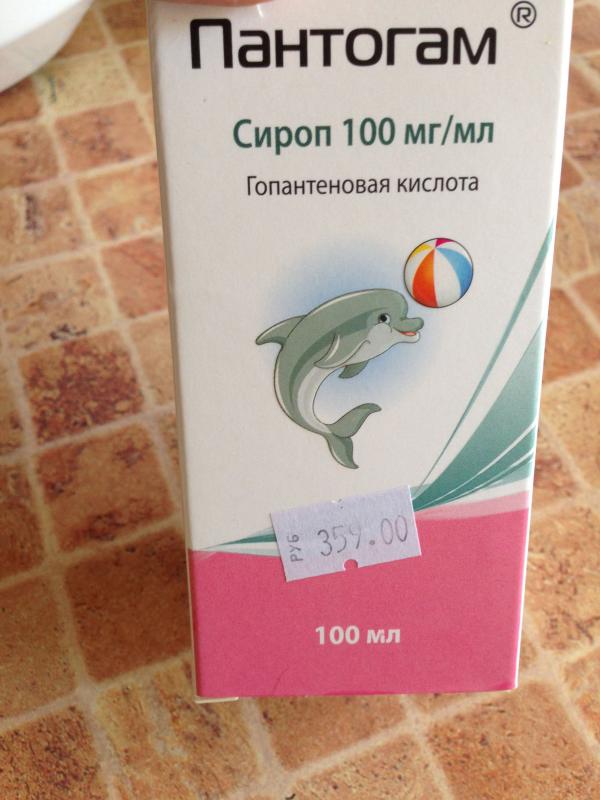 Пантогам®
Сироп 100 мг/мл
Гопантеновая кислота
РУБ 359.00
100 мл